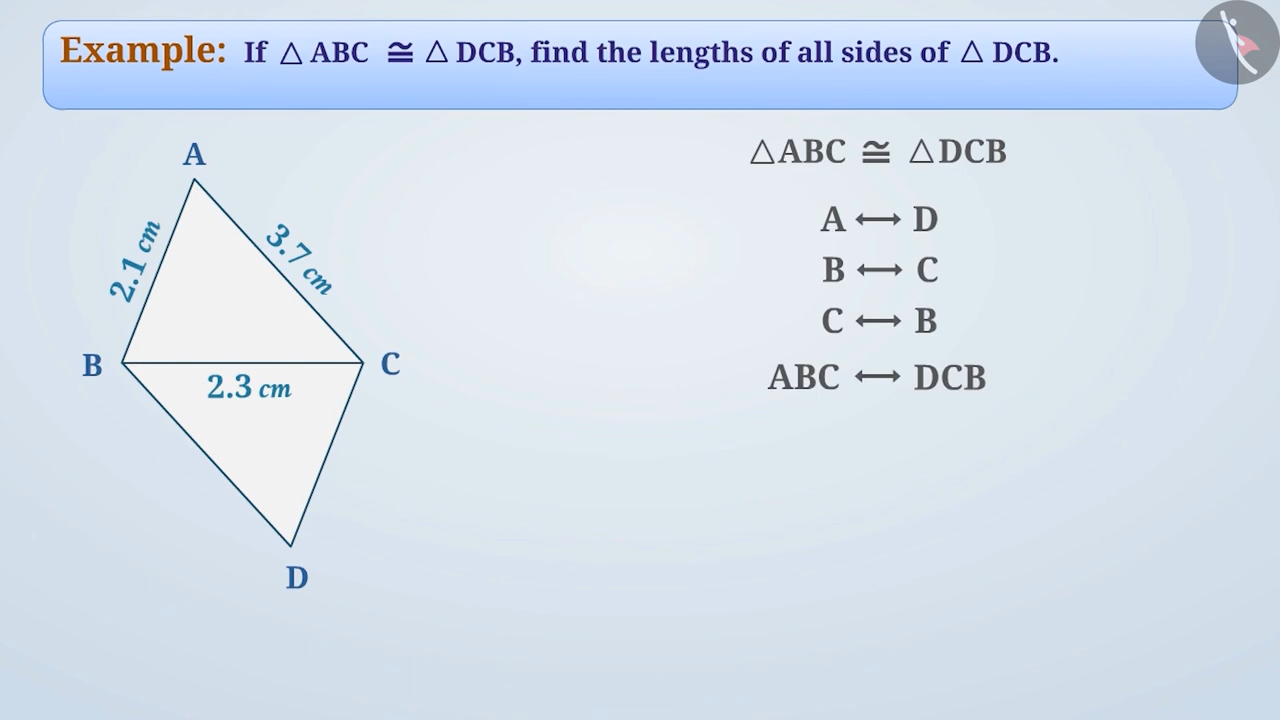 Example: If △ ABC ≅ △ DCB, find the lengths of all sides of △ DCB.
A
2.1 cm
3.7 cm
B
C
2.3 cm
D
△ABC ≅ △DCB
A ⟷ D
B ⟷ C
C ⟷ B
ABC ⟷ DCB